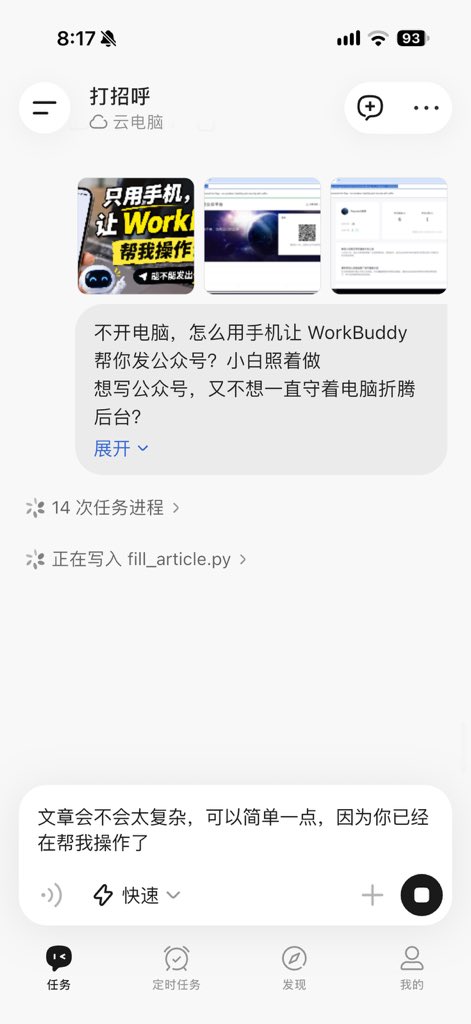 8:17
93
打招呼
云电脑
只用手机，
让 Work
帮我操作
能不能发出
不开电脑，怎么用手机让 WorkBuddy
帮你发公众号？小白照着做
想写公众号，又不想一直守着电脑折腾
后台？
展开
14 次任务进程
正在写入 fill_article.py
文章会不会太复杂，可以简单一点，因为你已经
在帮我操作了
快速
任务
定时任务
发现
我的